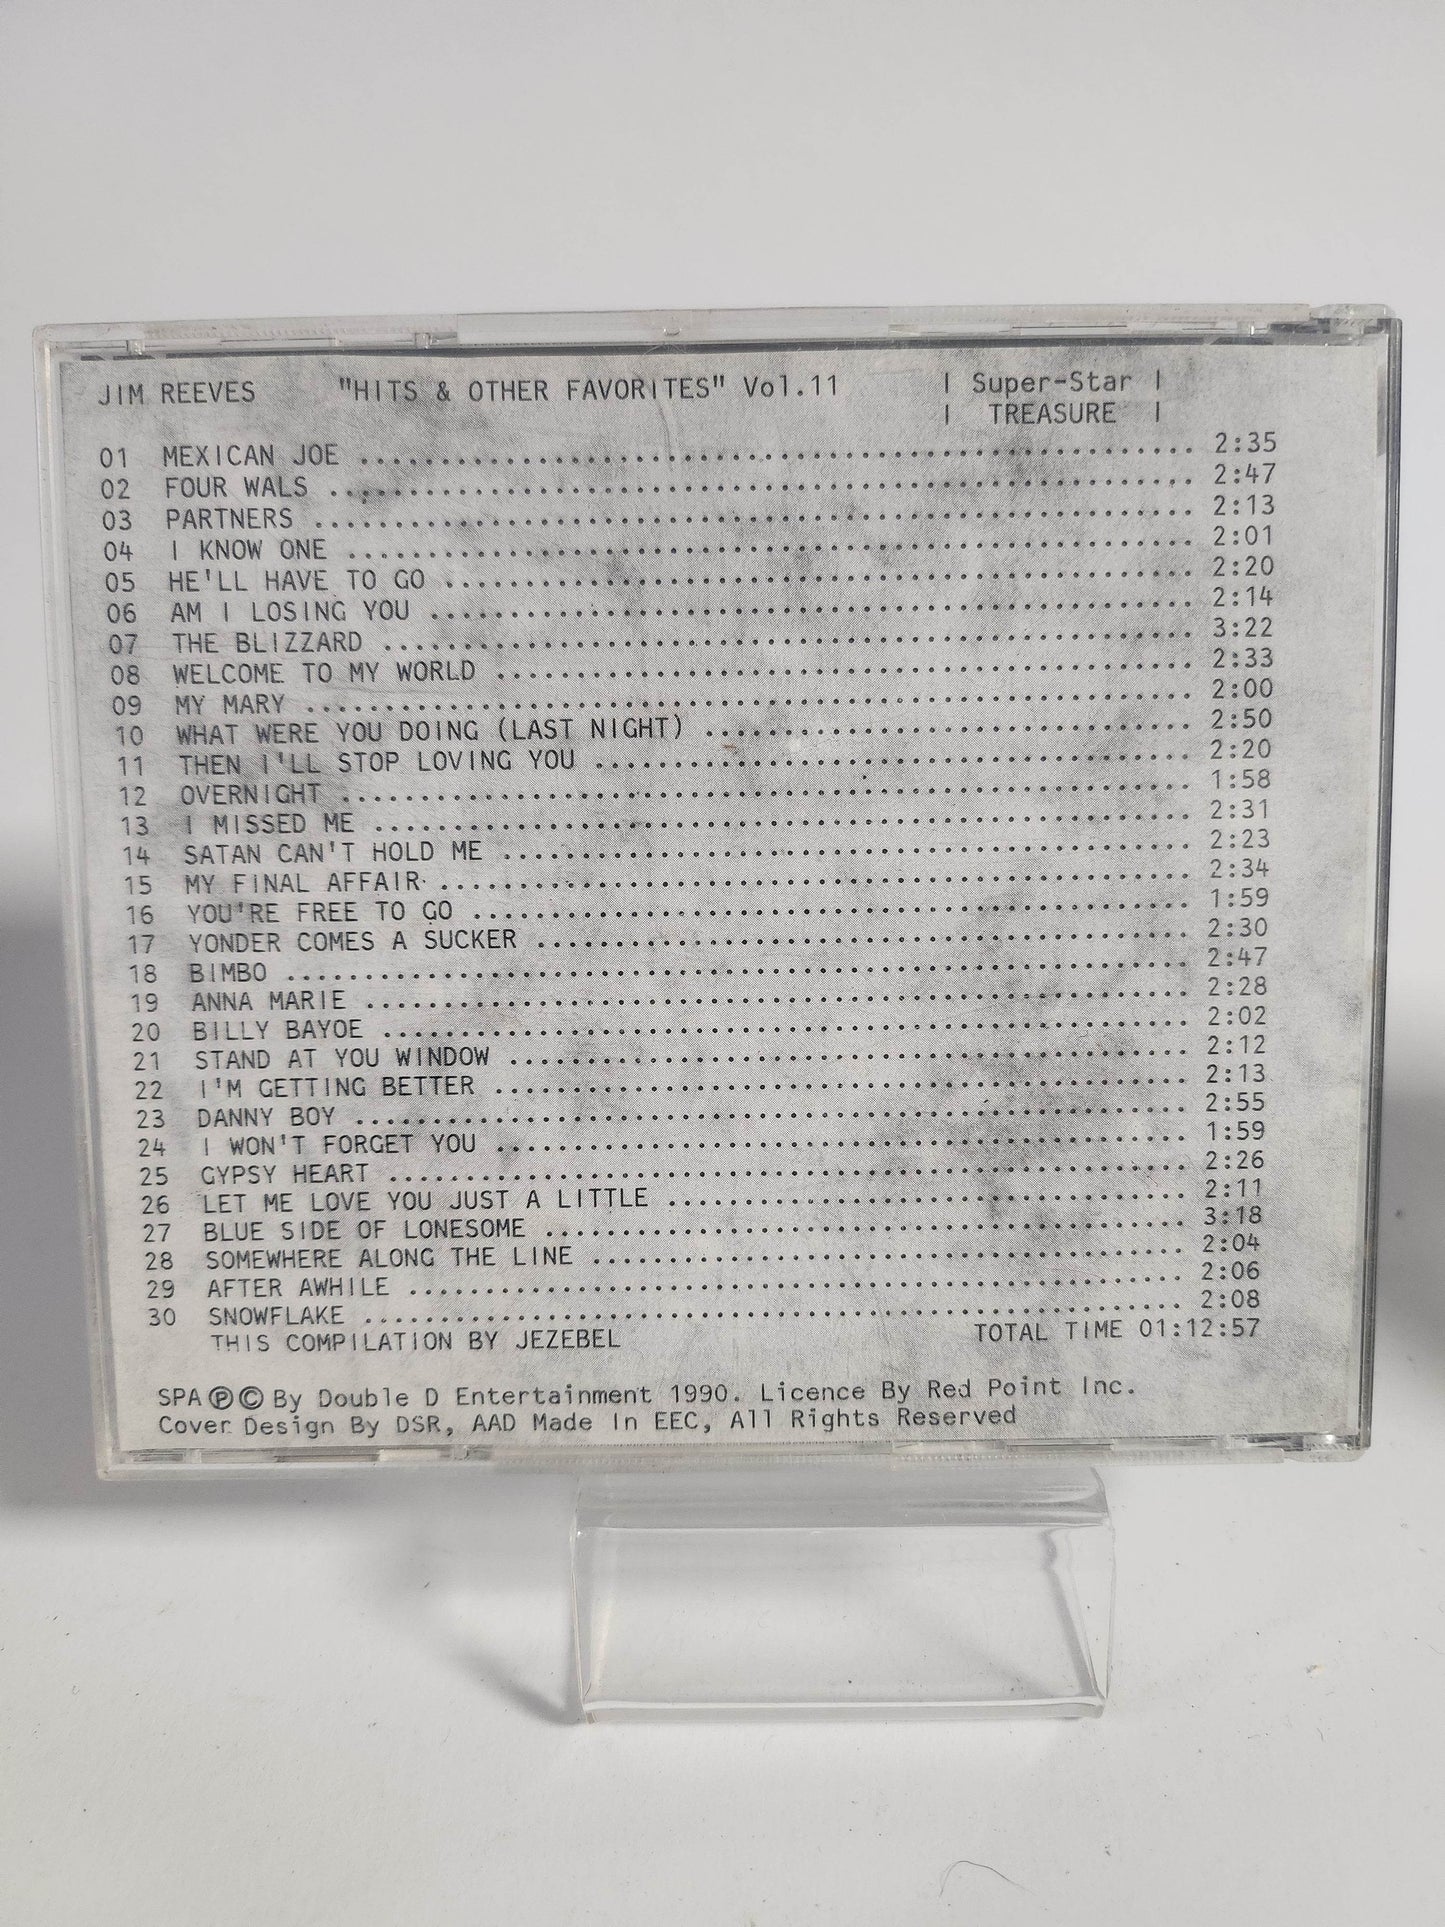 JIM REEVES "HITS & OTHER FAVORITES" Vol.11 | Super-Star |
| TREASURE |
01 MEXICAN JOE ..................................................... 2:35
02 FOUR WALS ..................................................... 2:47
03 PARTNERS ..................................................... 2:13
04 I KNOW ONE ..................................................... 2:01
05 HE'LL HAVE TO GO ............................................... 2:20
06 AM I LOSING YOU ................................................ 2:14
07 THE BLIZZARD ................................................... 3:22
08 WELCOME TO MY WORLD ............................................ 2:33
09 MY MARY ........................................................ 2:00
10 WHAT WERE YOU DOING (LAST NIGHT) ............................... 2:50
11 THEN I'LL STOP LOVING YOU ...................................... 2:20
12 OVERNIGHT ...................................................... 1:58
13 I MISSED ME .................................................... 2:31
14 SATAN CAN'T HOLD ME ............................................ 2:23
15 MY FINAL AFFAIR ................................................ 2:34
16 YOU'RE FREE TO GO .............................................. 1:59
17 YONDER COMES A SUCKER .......................................... 2:30
18 BIMBO .......................................................... 2:47
19 ANNA MARIE ..................................................... 2:28
20 BILLY BAYOE .................................................... 2:02
21 STAND AT YOU WINDOW ............................................ 2:12
22 I'M GETTING BETTER ............................................. 2:13
23 DANNY BOY ...................................................... 2:55
24 I WON'T FORGET YOU ............................................. 1:59
25 GYPSY HEART .................................................... 2:26
26 LET ME LOVE YOU JUST A LITTLE .................................. 2:11
27 BLUE SIDE OF LONESOME .......................................... 3:18
28 SOMEWHERE ALONG THE LINE ....................................... 2:04
29 AFTER AWHILE ................................................... 2:06
30 SNOWFLAKE ...................................................... 2:08
THIS COMPILATION BY JEZEBEL TOTAL TIME 01:12:57
SPA ℗ © By Double D Entertainment 1990. Licence By Red Point Inc.
Cover Design By DSR, AAD Made In EEC, All Rights Reserved